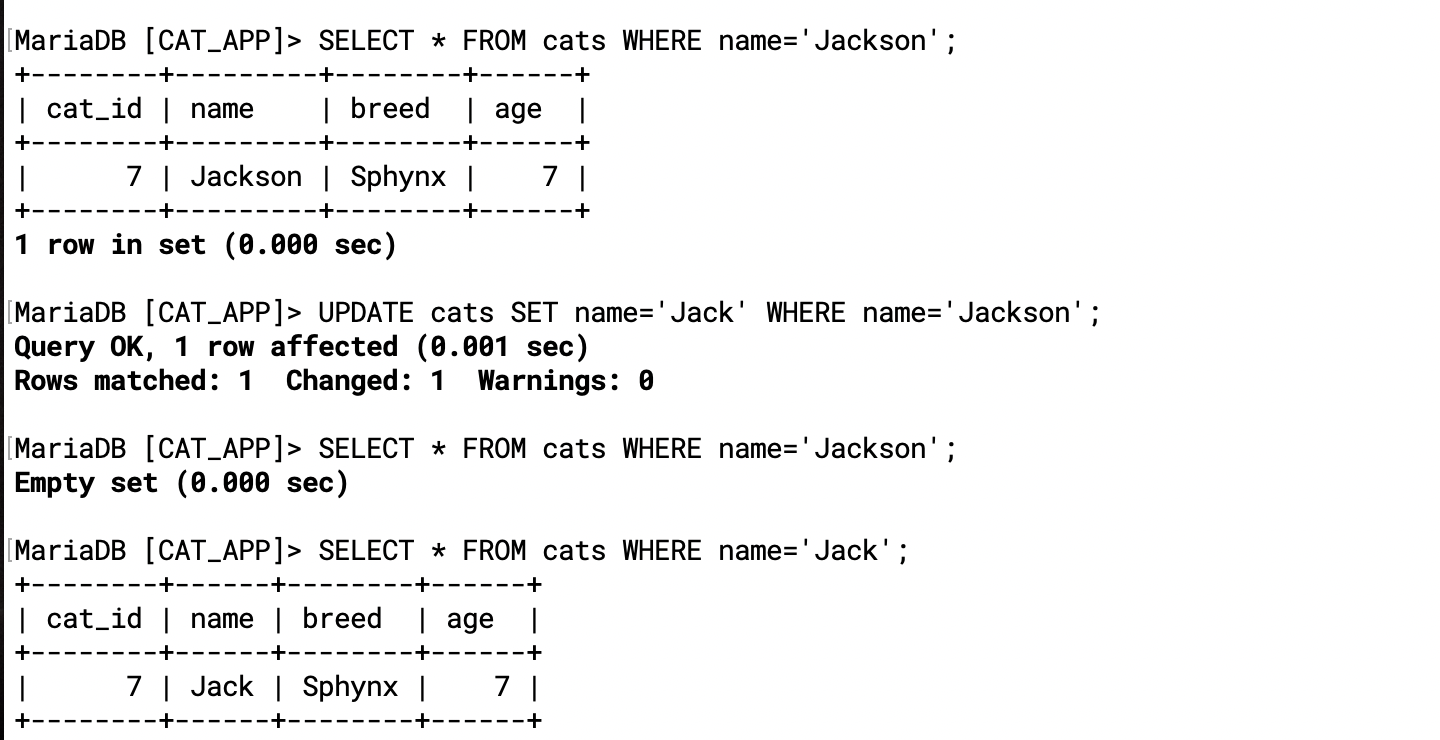 MariaDB [CAT_APP]> SELECT * FROM cats WHERE name='Jackson';
+--------+---------+--------+------+
| cat_id | name    | breed  | age  |
+--------+---------+--------+------+
|      7 | Jackson | Sphynx |    7 |
+--------+---------+--------+------+
1 row in set (0.000 sec)

MariaDB [CAT_APP]> UPDATE cats SET name='Jack' WHERE name='Jackson';
Query OK, 1 row affected (0.001 sec)
Rows matched: 1  Changed: 1  Warnings: 0

MariaDB [CAT_APP]> SELECT * FROM cats WHERE name='Jackson';
Empty set (0.000 sec)

MariaDB [CAT_APP]> SELECT * FROM cats WHERE name='Jack';
+--------+------+--------+------+
| cat_id | name | breed  | age  |
+--------+------+--------+------+
|      7 | Jack | Sphynx |    7 |
+--------+------+--------+------+